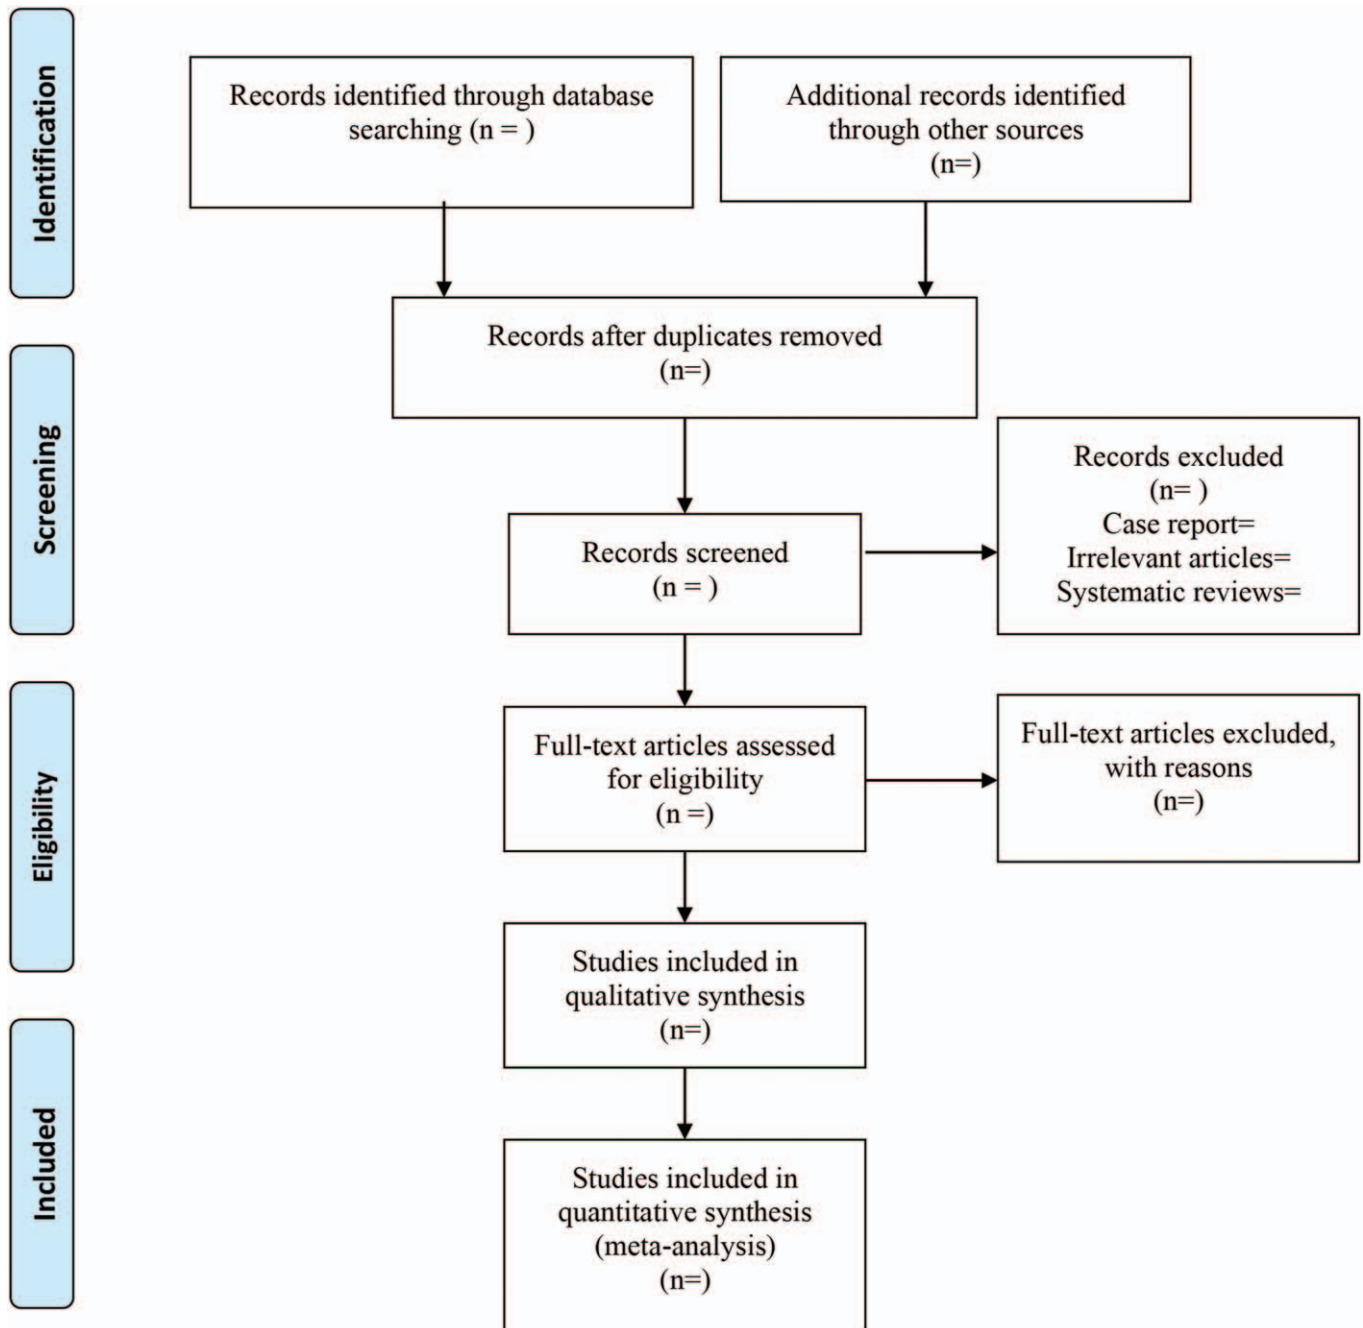 Identification
Records identified through database
searching (n = )
Additional records identified
through other sources
(n=)
Records after duplicates removed
(n=)
Screening
Records screened
(n = )
Records excluded
(n= )
Case report=
Irrelevant articles=
Systematic reviews=
Eligibility
Full-text articles assessed
for eligibility
(n =)
Full-text articles excluded,
with reasons
(n=)
Studies included in
qualitative synthesis
(n=)
Included
Studies included in
quantitative synthesis
(meta-analysis)
(n=)